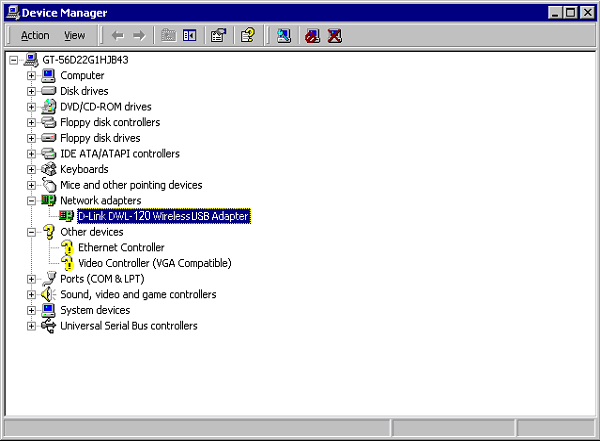 Device Manager
Action View
GT-56D22G1HJB43
Computer
Disk drives
DVD/CD-ROM drives
Floppy disk controllers
Floppy disk drives
IDE ATA/ATAPI controllers
Keyboards
Mice and other pointing devices
Network adapters
D-Link DWL-120 WirelessUSB Adapter
Other devices
Ethernet Controller
Video Controller (VGA Compatible)
Ports (COM & LPT)
Sound, video and game controllers
System devices
Universal Serial Bus controllers